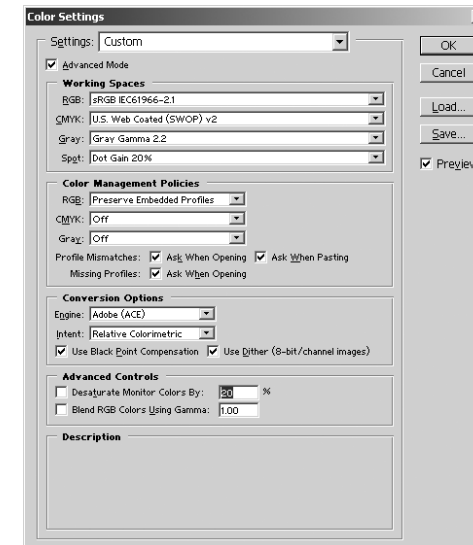 Color Settings
Settings: Custom
Advanced Mode
Working Spaces
RGB: sRGB IEC61966-2.1
CMYK: U.S. Web Coated (SWOP) v2
Gray: Gray Gamma 2.2
Spot: Dot Gain 20%
Color Management Policies
RGB: Preserve Embedded Profiles
CMYK: Off
Gray: Off
Profile Mismatches: Ask When Opening Ask When Pasting
Missing Profiles: Ask When Opening
Conversion Options
Engine: Adobe (ACE)
Intent: Relative Colorimetric
Use Black Point Compensation Use Dither (8-bit/channel images)
Advanced Controls
Desaturate Monitor Colors By: 20 %
Blend RGB Colors Using Gamma: 1.00
Description
OK
Cancel
Load...
Save...
Preview